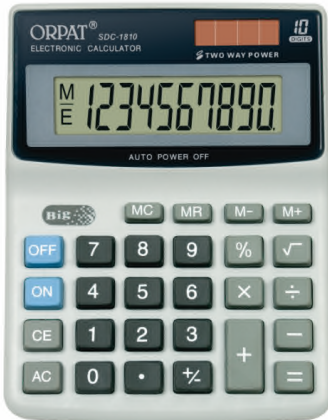 ORPAT® SDC-1810
ELECTRONIC CALCULATOR
10
DIGITS
TWO WAY POWER
M
E
1234567890.
AUTO POWER OFF
Big
MC MR M- M+
OFF 7 8 9 % √
ON 4 5 6 × ÷
CE 1 2 3 + −
AC 0 · +/- =